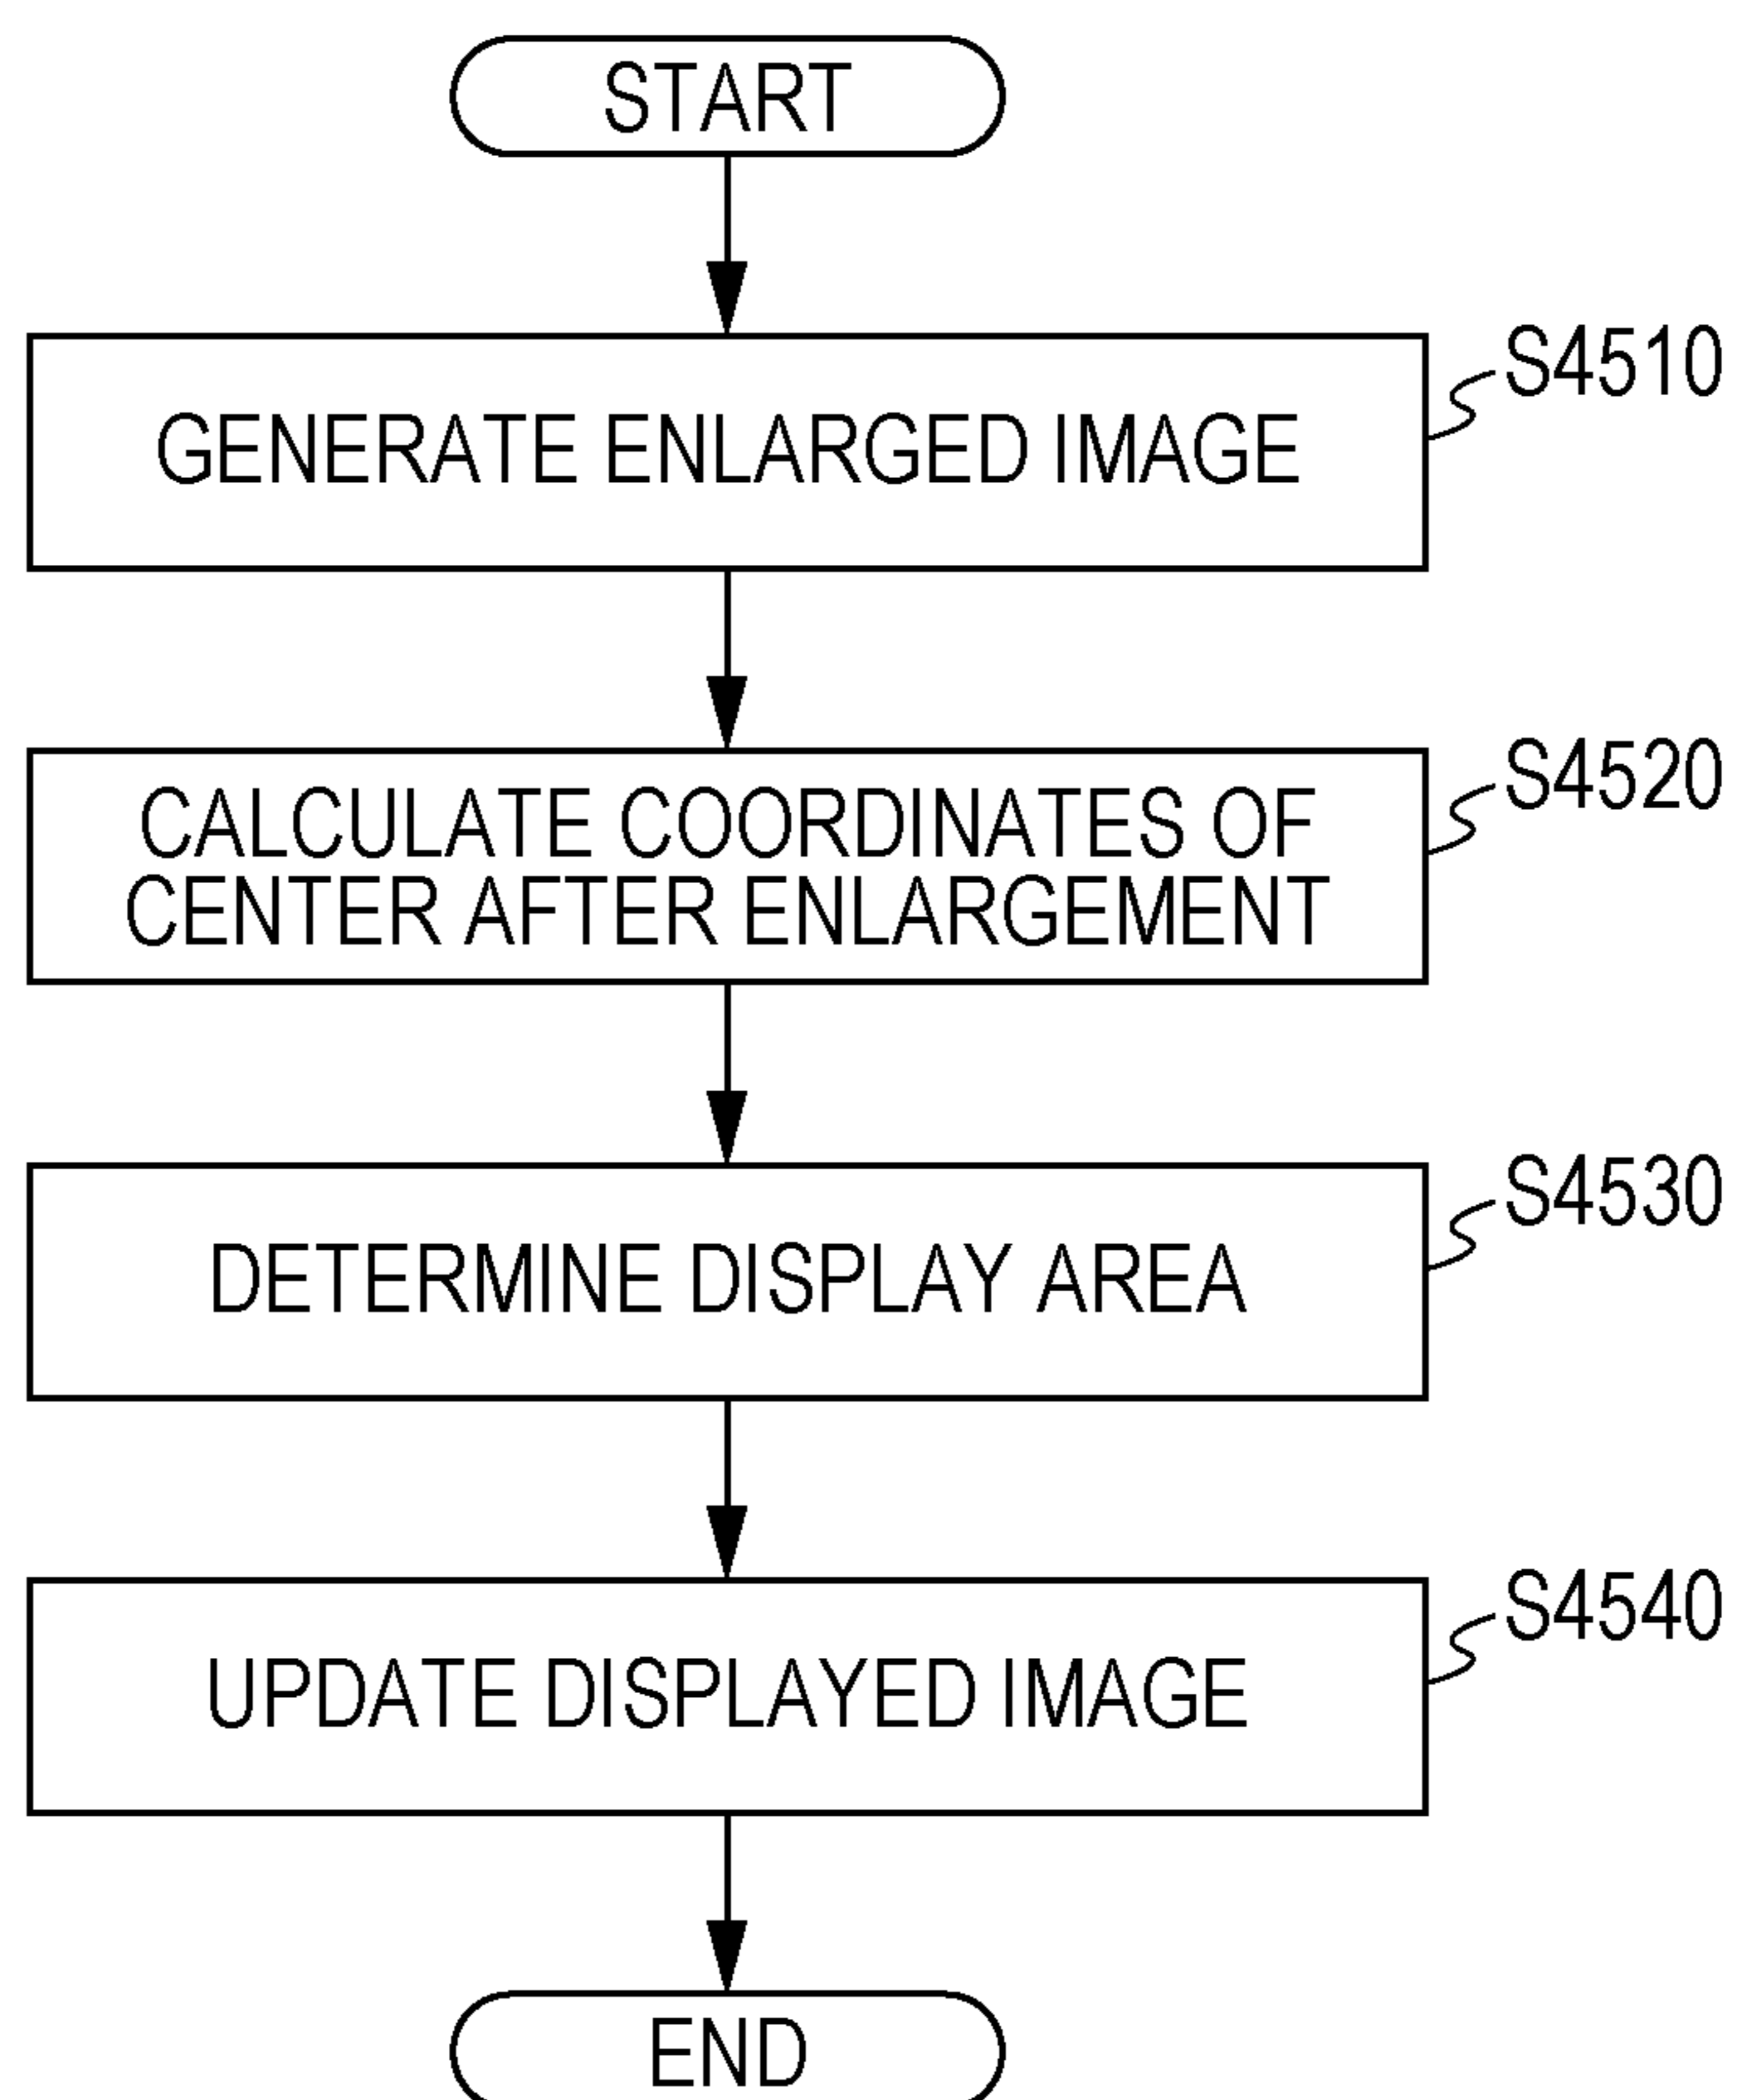 START
S4510
GENERATE ENLARGED IMAGE
S4520
CALCULATE COORDINATES OF
CENTER AFTER ENLARGEMENT
S4530
DETERMINE DISPLAY AREA
S4540
UPDATE DISPLAYED IMAGE
END